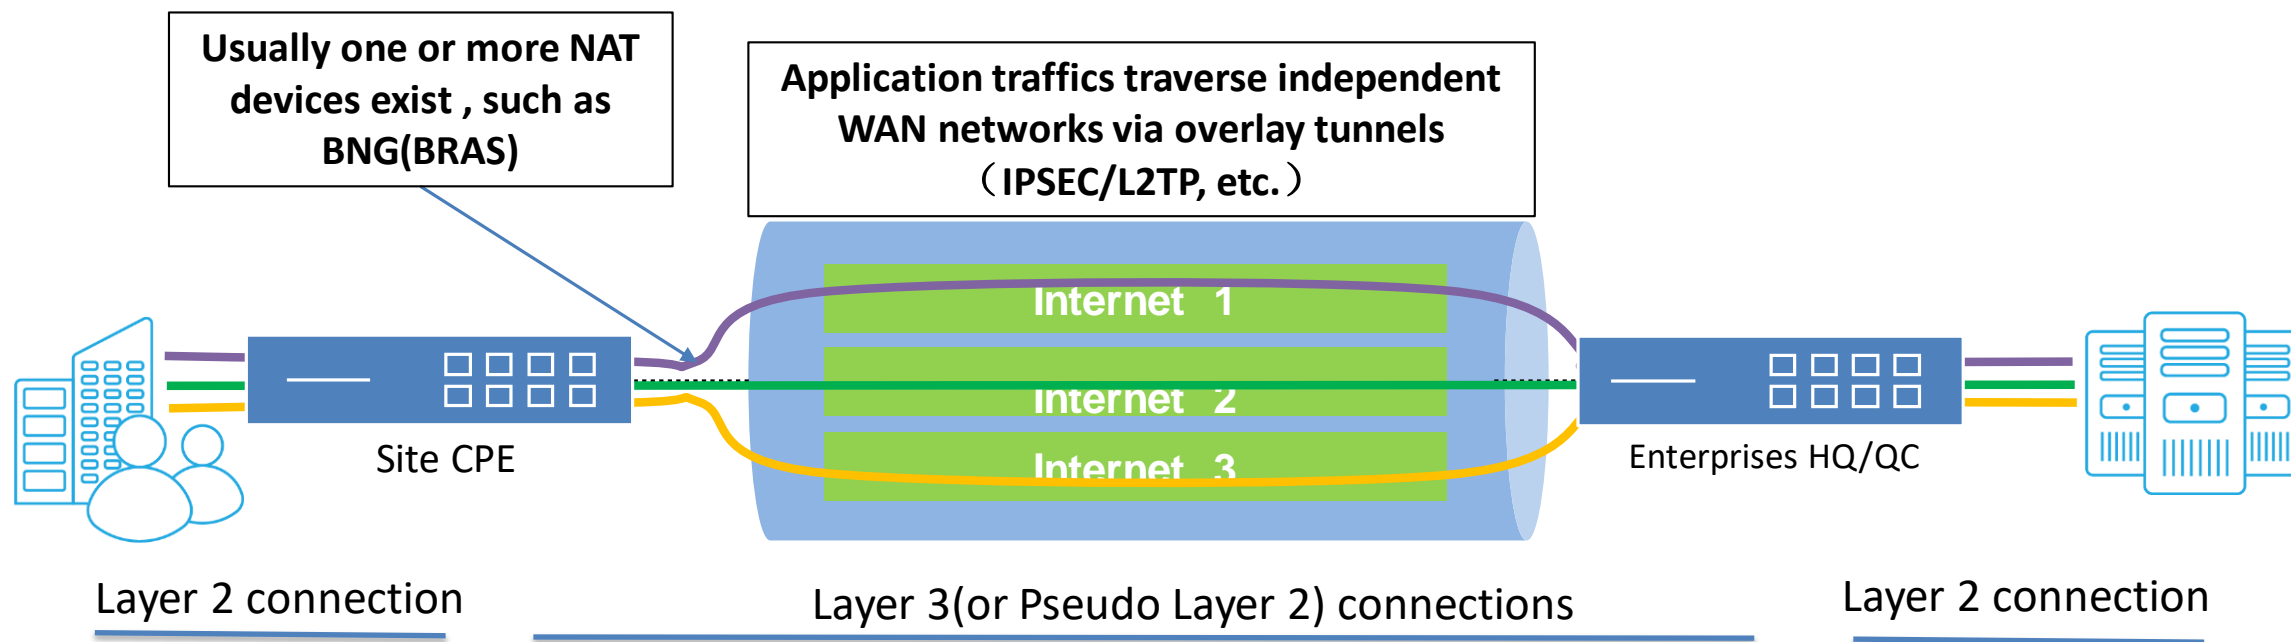 Usually one or more NAT
devices exist , such as
BNG(BRAS)
Application traffics traverse independent
WAN networks via overlay tunnels
（IPSEC/L2TP, etc.）
Internet 1
Internet 2
Internet 3
Site CPE
Enterprises HQ/QC
Layer 2 connection
Layer 3(or Pseudo Layer 2) connections
Layer 2 connection